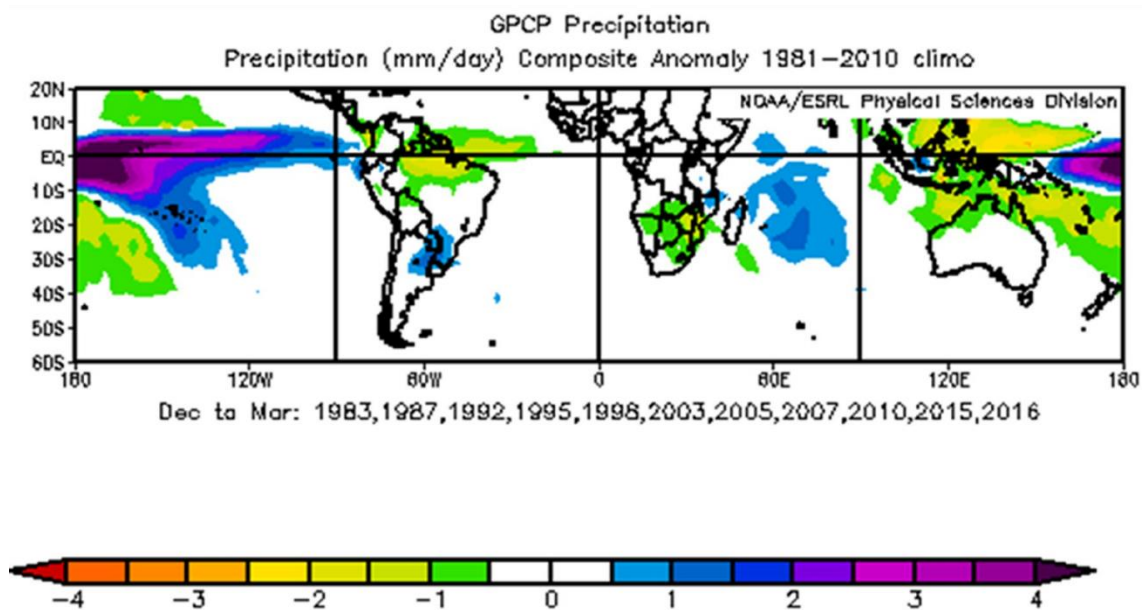 GPCP Precipitation
Precipitation (mm/day) Composite Anomaly 1981-2010 climo
NOAA/ESRL Physical Sciences Division
20N
10N
EQ
10S
20S
30S
40S
50S
60S
180 120W 60W 0 60E 120E 180
Dec to Mar: 1983,1987,1992,1995,1998,2003,2005,2007,2010,2015,2016
-4 -3 -2 -1 0 1 2 3 4